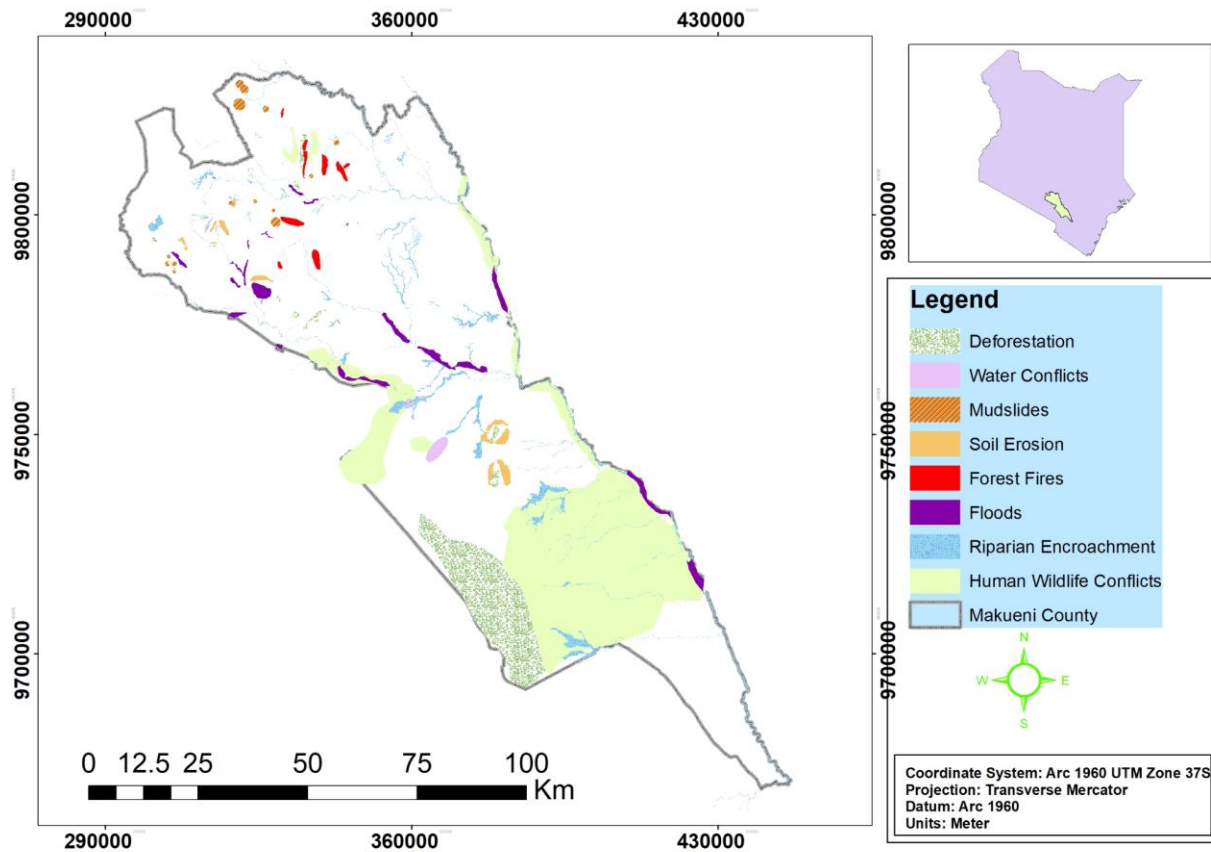 290000 360000 430000
9800000 9800000
9750000 9750000
9700000 9700000
0 12.5 25 50 75 100
Km
290000 360000 430000
Legend
Deforestation
Water Conflicts
Mudslides
Soil Erosion
Forest Fires
Floods
Riparian Encroachment
Human Wildlife Conflicts
Makueni County
N
W E
S
Coordinate System: Arc 1960 UTM Zone 37S
Projection: Transverse Mercator
Datum: Arc 1960
Units: Meter